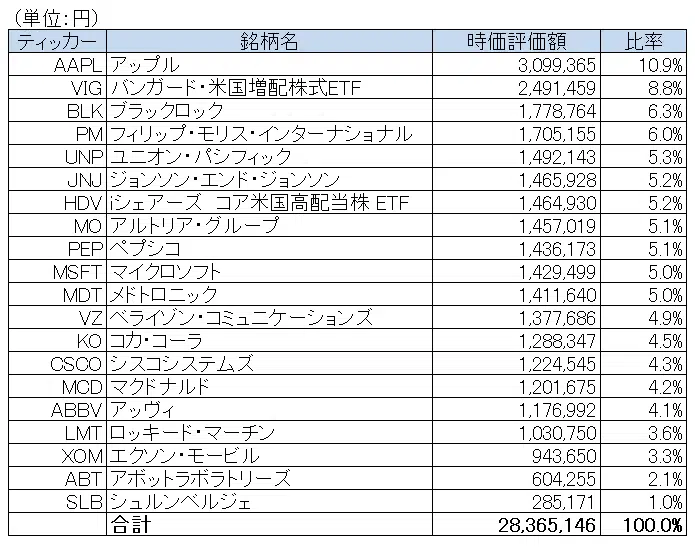 （単位：円）
ティッカー 銘柄名 時価評価額 比率
AAPL アップル 3,099,365 10.9%
VIG バンガード・米国増配株式ETF 2,491,459 8.8%
BLK ブラックロック 1,778,764 6.3%
PM フィリップ・モリス・インターナショナル 1,705,155 6.0%
UNP ユニオン・パシフィック 1,492,143 5.3%
JNJ ジョンソン・エンド・ジョンソン 1,465,928 5.2%
HDV iシェアーズ　コア米国高配当株 ETF 1,464,930 5.2%
MO アルトリア・グループ 1,457,019 5.1%
PEP ペプシコ 1,436,173 5.1%
MSFT マイクロソフト 1,429,499 5.0%
MDT メドトロニック 1,411,640 5.0%
VZ ベライゾン・コミュニケーションズ 1,377,686 4.9%
KO コカ・コーラ 1,288,347 4.5%
CSCO シスコシステムズ 1,224,545 4.3%
MCD マクドナルド 1,201,675 4.2%
ABBV アッヴィ 1,176,992 4.1%
LMT ロッキード・マーチン 1,030,750 3.6%
XOM エクソン・モービル 943,650 3.3%
ABT アボットラボラトリーズ 604,255 2.1%
SLB シュルンベルジェ 285,171 1.0%
合計 28,365,146 100.0%